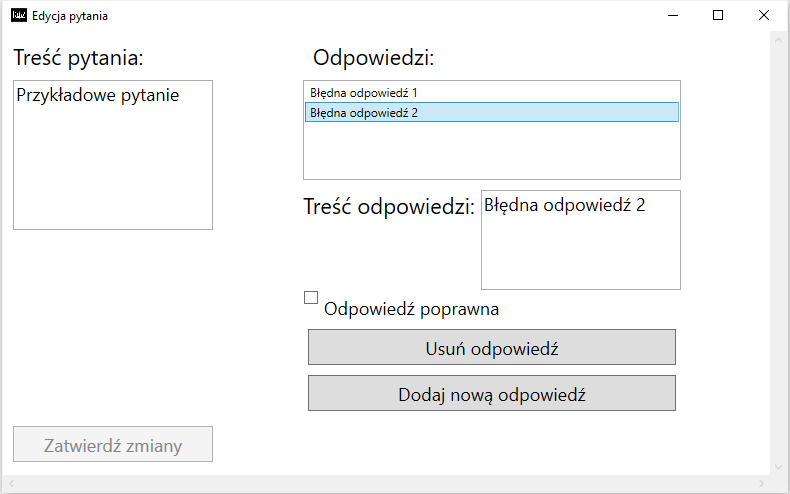 Edycja pytania
Treść pytania:
Przykładowe pytanie
Odpowiedzi:
Błędna odpowiedź 1
Błędna odpowiedź 2
Treść odpowiedzi:
Błędna odpowiedź 2
Odpowiedź poprawna
Usuń odpowiedź
Dodaj nową odpowiedź
Zatwierdź zmiany